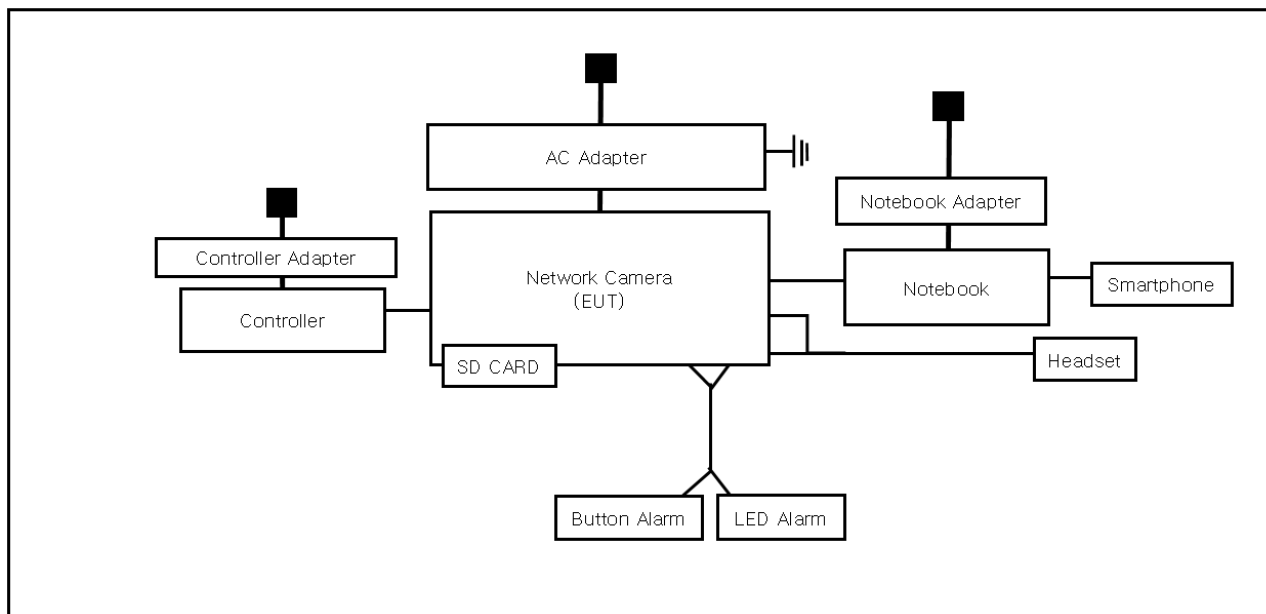 AC Adapter
Notebook Adapter
Controller Adapter
Network Camera
(EUT)
Notebook
Smartphone
Controller
SD CARD
Headset
Button Alarm
LED Alarm